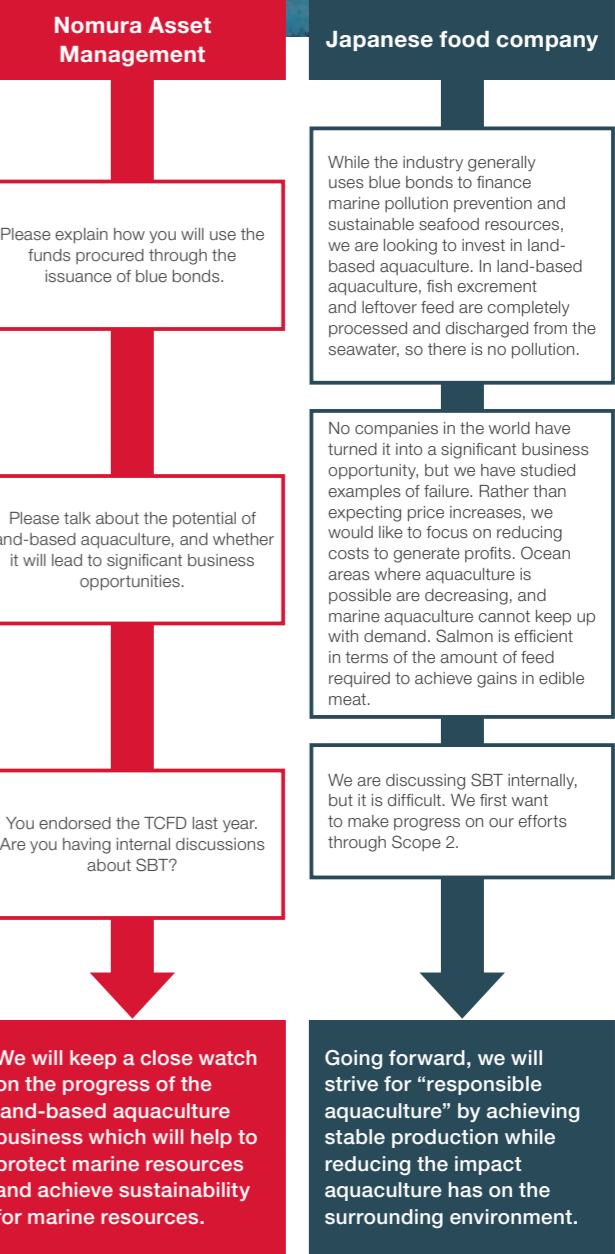 Nomura Asset
Management
Japanese food company
Please explain how you will use the
funds procured through the
issuance of blue bonds.
While the industry generally
uses blue bonds to finance
marine pollution prevention and
sustainable seafood resources,
we are looking to invest in land-
based aquaculture. In land-based
aquaculture, fish excrement
and leftover feed are completely
processed and discharged from the
seawater, so there is no pollution.
Please talk about the potential of
and-based aquaculture, and whether
it will lead to significant business
opportunities.
No companies in the world have
turned it into a significant business
opportunity, but we have studied
examples of failure. Rather than
expecting price increases, we
would like to focus on reducing
costs to generate profits. Ocean
areas where aquaculture is
possible are decreasing, and
marine aquaculture cannot keep up
with demand. Salmon is efficient
in terms of the amount of feed
required to achieve gains in edible
meat.
You endorsed the TCFD last year.
Are you having internal discussions
about SBT?
We are discussing SBT internally,
but it is difficult. We first want
to make progress on our efforts
through Scope 2.
We will keep a close watch
on the progress of the
land-based aquaculture
business which will help to
protect marine resources
and achieve sustainability
for marine resources.
Going forward, we will
strive for “responsible
aquaculture” by achieving
stable production while
reducing the impact
aquaculture has on the
surrounding environment.